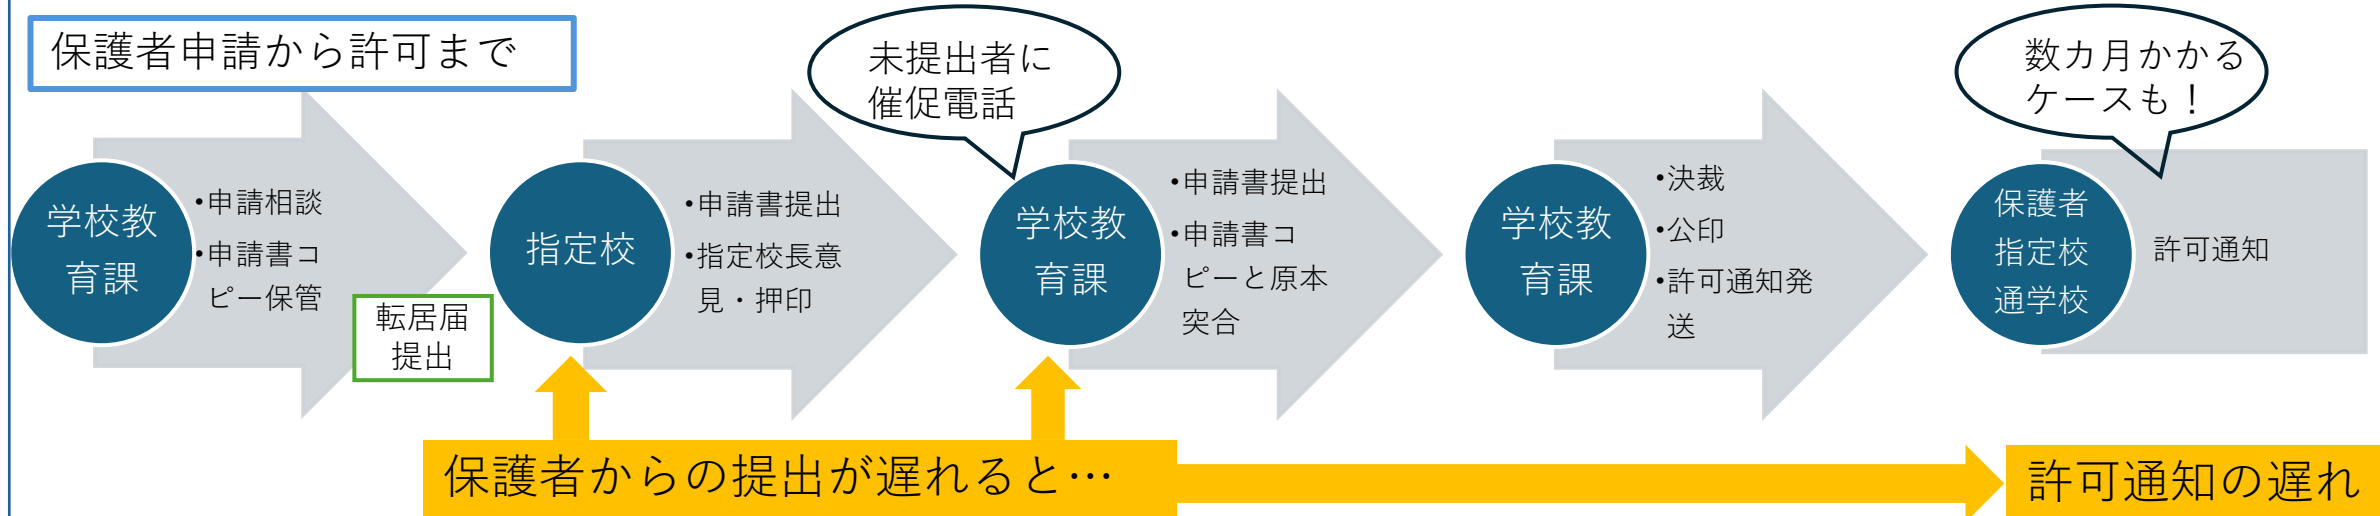 保護者申請から許可まで
未提出者に
催促電話
数カ月かかる
ケースも！
学校教
育課
•申請相談
•申請書コ
ピー保管
転居届
提出
指定校
•申請書提出
•指定校長意
見・押印
学校教
育課
•申請書提出
•申請書コ
ピーと原本
突合
学校教
育課
•決裁
•公印
•許可通知発
送
保護者
指定校
通学校
許可通知
保護者からの提出が遅れると…
許可通知の遅れ